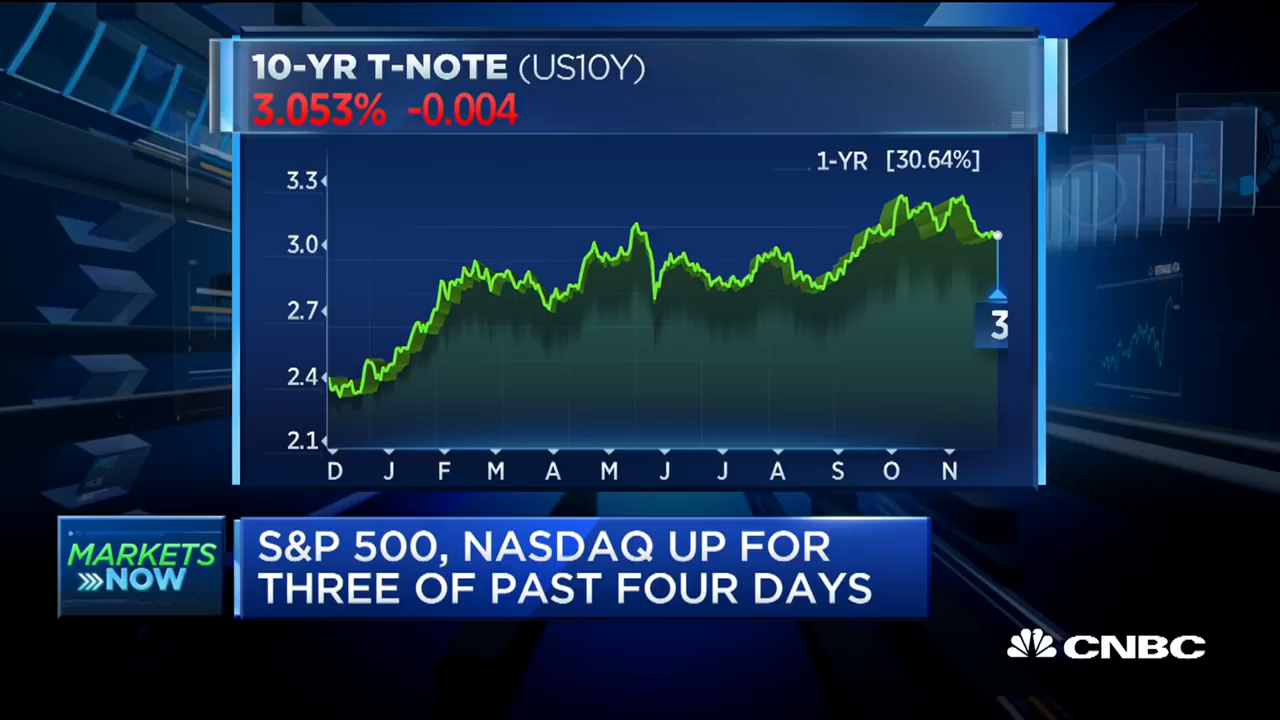 10-YR T-NOTE (US10Y)
3.053% -0.004
1-YR [30.64%]
3.3
3.0
2.7
2.4
2.1
3
D J F M A M J J A S O N
MARKETS
NOW
S&P 500, NASDAQ UP FOR
THREE OF PAST FOUR DAYS
CNBC